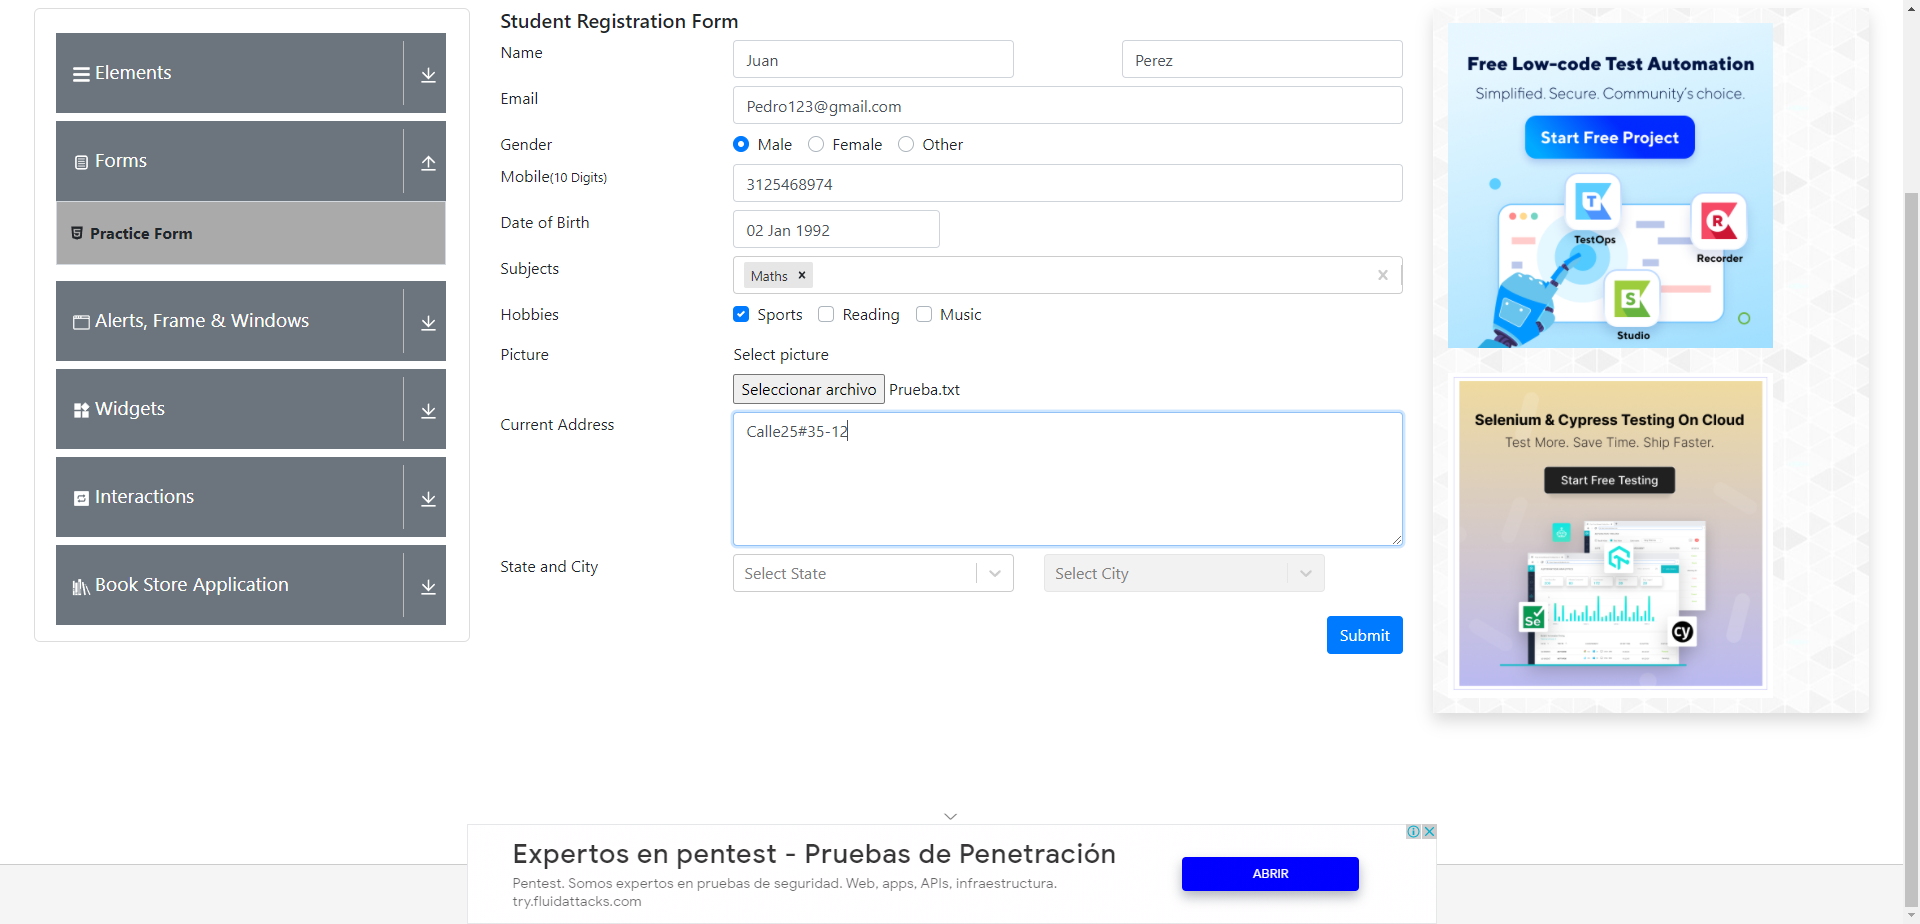 Elements
Forms
Practice Form
Alerts, Frame & Windows
Widgets
Interactions
Book Store Application
Student Registration Form
Name
Juan
Perez
Email
Pedro123@gmail.com
Gender
Male
Female
Other
Mobile(10 Digits)
3125468974
Date of Birth
02 Jan 1992
Subjects
Maths
Hobbies
Sports
Reading
Music
Picture
Select picture
Seleccionar archivo Prueba.txt
Current Address
Calle25#35-12
State and City
Select State
Select City
Submit
Free Low-code Test Automation
Simplified. Secure. Community's choice.
Start Free Project
TestOps
Recorder
Studio
Selenium & Cypress Testing On Cloud
Test More. Save Time. Ship Faster.
Start Free Testing
Se
cy
Expertos en pentest - Pruebas de Penetración
Pentest. Somos expertos en pruebas de seguridad. Web, apps, APIs, infraestructura.
try.fluidattacks.com
ABRIR